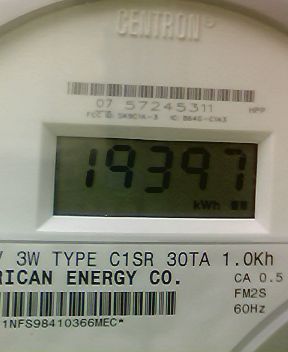 CENTRON
07 57245311
HPP
19397
kWh
3W TYPE C1SR 30TA 1.0Kh
RICAN ENERGY CO.
CA 0.5
FM2S
60Hz
1NFS98410366MEC*